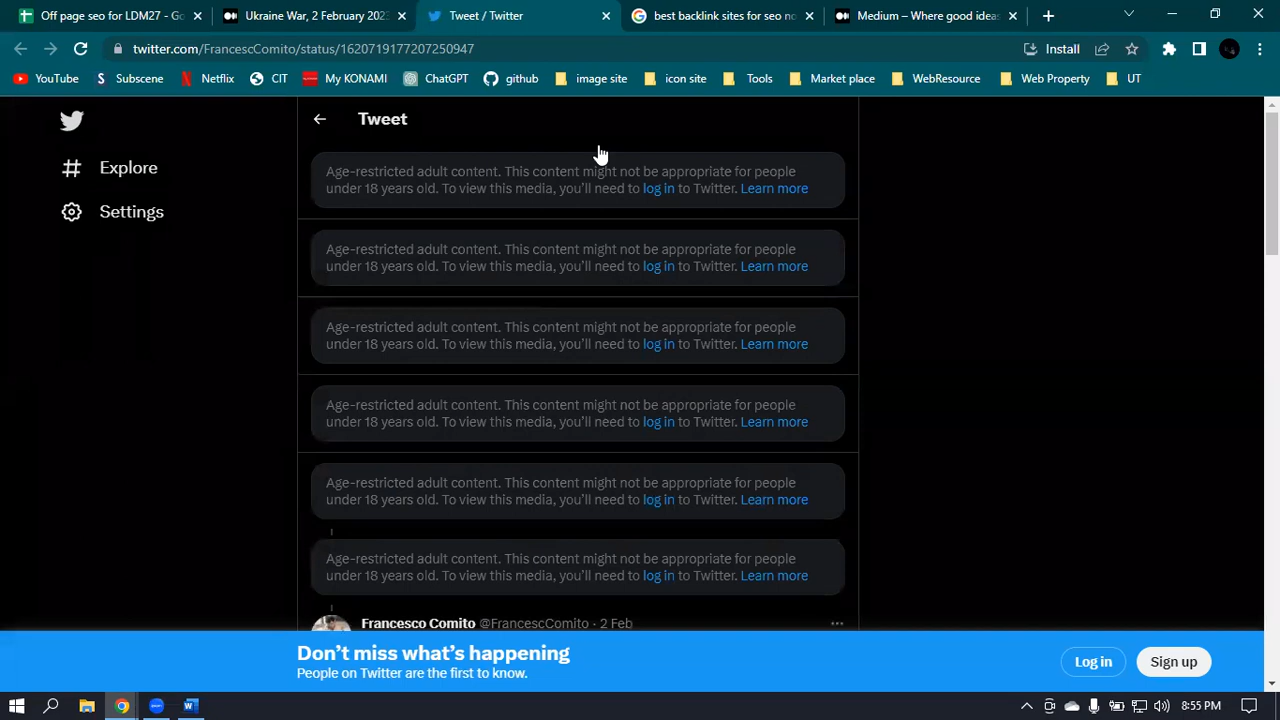 Off page seo for LDM27 - Go
Ukraine War, 2 February 2023
Tweet / Twitter
best backlink sites for seo no
Medium – Where good ideas
twitter.com/FrancescComito/status/1620719177207250947
Install
YouTube
Subscene
Netflix
CIT
My KONAMI
ChatGPT
github
image site
icon site
Tools
Market place
WebResource
Web Property
UT
Tweet
Explore
Settings
Age-restricted adult content. This content might not be appropriate for people
under 18 years old. To view this media, you'll need to log in to Twitter. Learn more
Age-restricted adult content. This content might not be appropriate for people
under 18 years old. To view this media, you'll need to log in to Twitter. Learn more
Age-restricted adult content. This content might not be appropriate for people
under 18 years old. To view this media, you'll need to log in to Twitter. Learn more
Age-restricted adult content. This content might not be appropriate for people
under 18 years old. To view this media, you'll need to log in to Twitter. Learn more
Age-restricted adult content. This content might not be appropriate for people
under 18 years old. To view this media, you'll need to log in to Twitter. Learn more
Age-restricted adult content. This content might not be appropriate for people
under 18 years old. To view this media, you'll need to log in to Twitter. Learn more
Francesco Comito @FrancescComito · 2 Feb
Don't miss what's happening
People on Twitter are the first to know.
Log in
Sign up
8:55 PM